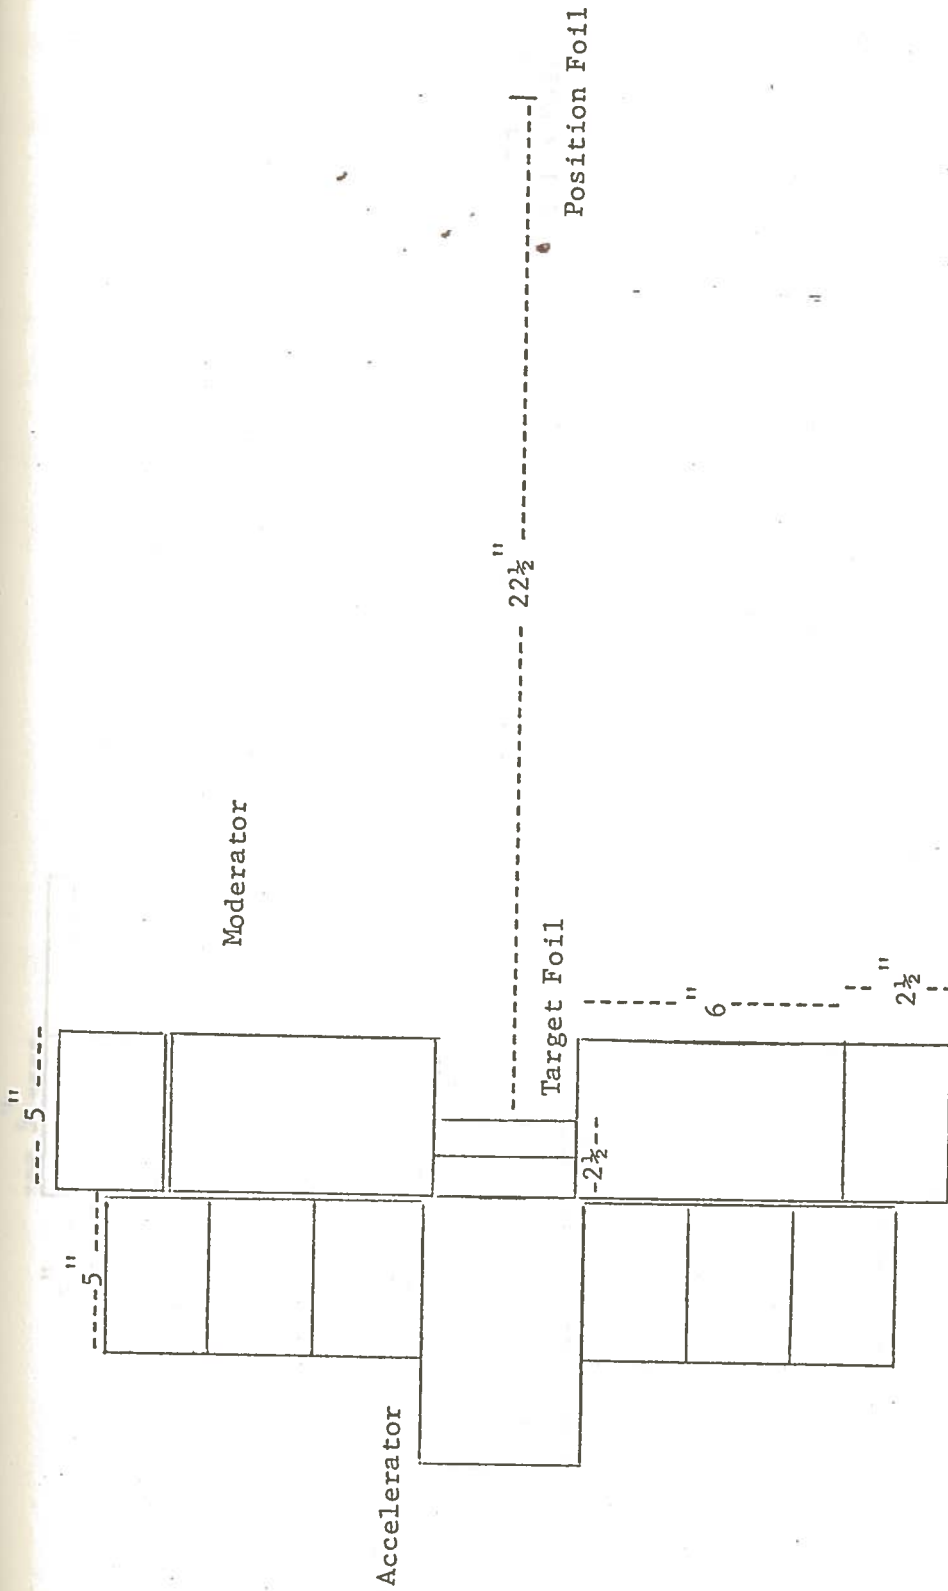 5"
5"
Moderator
Accelerator
Target Foil
Position Foil
22½"
2½
6"
2½"